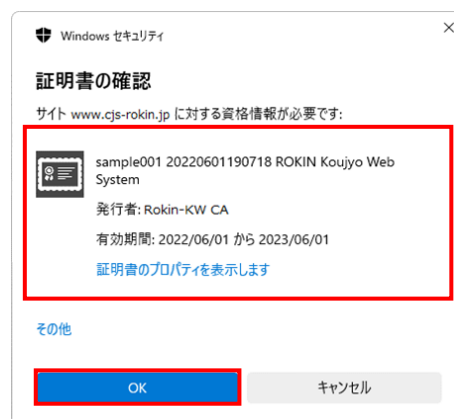 Windows セキュリティ
証明書の確認
サイト www.cjs-rokin.jp に対する資格情報が必要です:
sample001 20220601190718 ROKIN Koujyo Web
System
発行者: Rokin-KW CA
有効期間: 2022/06/01 から 2023/06/01
証明書のプロパティを表示します
その他
OK
キャンセル